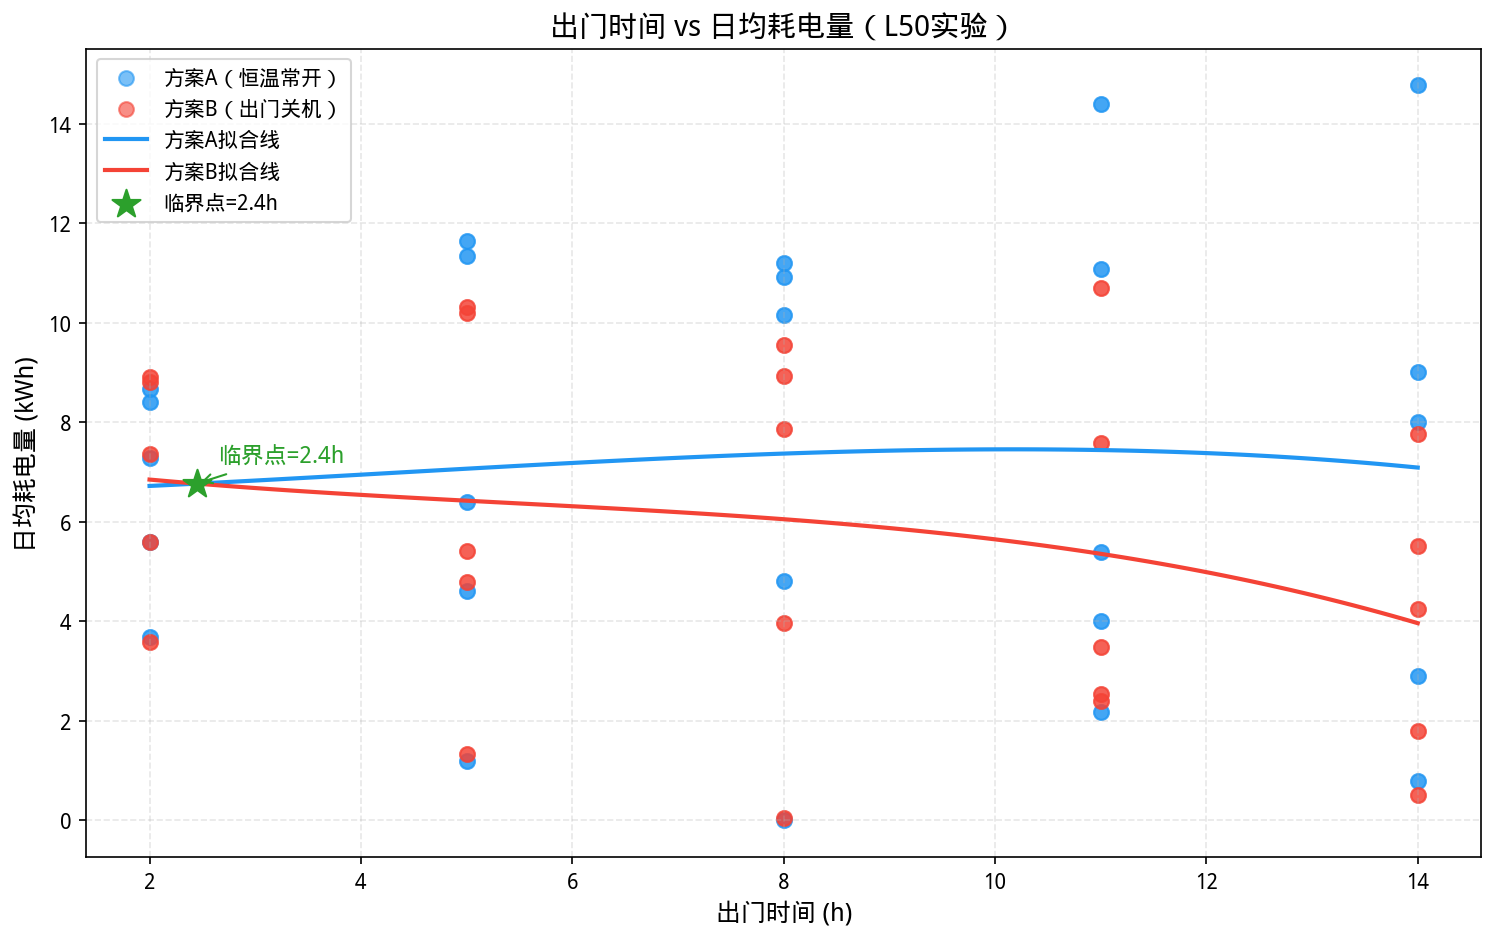 出门时间 vs 日均耗电量（L50实验）
方案A（恒温常开）
方案B（出门关机）
方案A拟合线
方案B拟合线
临界点=2.4h
临界点=2.4h
日均耗电量 (kWh)
14
12
10
8
6
4
2
0
2 4 6 8 10 12 14
出门时间 (h)